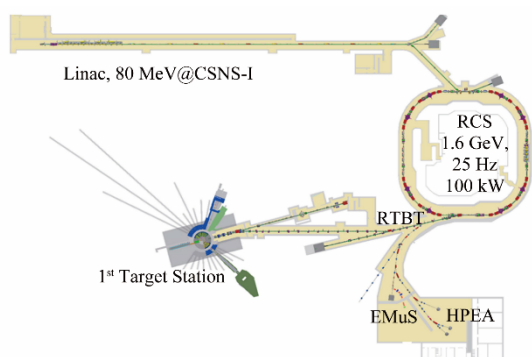 Linac, 80 MeV@CSNS-I
RCS
1.6 GeV,
25 Hz
100 kW
RTBT
1st Target Station
EMuS
HPEA